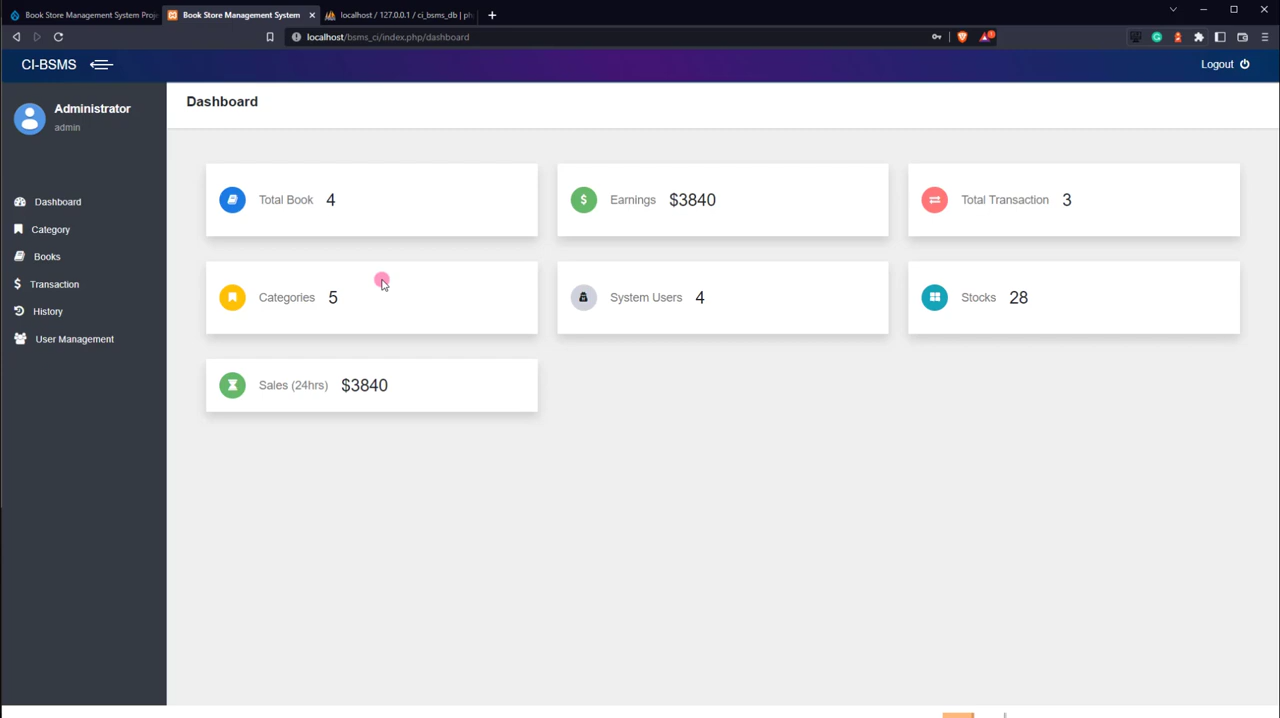 Book Store Management System Proj
Book Store Management System
localhost / 127.0.0.1 / ci_bsms_db | ph
localhost/bsms_ci/index.php/dashboard
CI-BSMS
Logout
Administrator
admin
Dashboard
Category
Books
Transaction
History
User Management
Dashboard
Total Book 4
Earnings $3840
Total Transaction 3
Categories 5
System Users 4
Stocks 28
Sales (24hrs) $3840